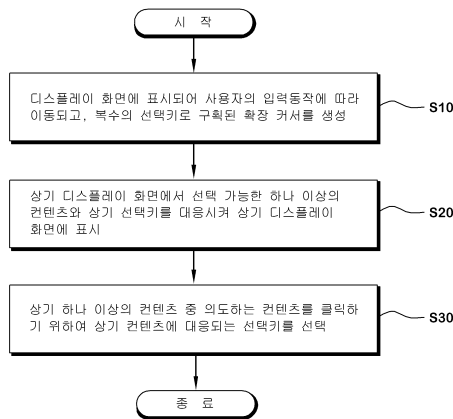 시 작
디스플레이 화면에 표시되어 사용자의 입력동작에 따라
이동되고, 복수의 선택키로 구획된 확장 커서를 생성
S10
상기 디스플레이 화면에서 선택 가능한 하나 이상의
컨텐츠와 상기 선택키를 대응시켜 상기 디스플레이
화면에 표시
S20
상기 하나 이상의 컨텐츠 중 의도하는 컨텐츠를 클릭하
기 위하여 상기 컨텐츠에 대응되는 선택키를 선택
S30
종 료